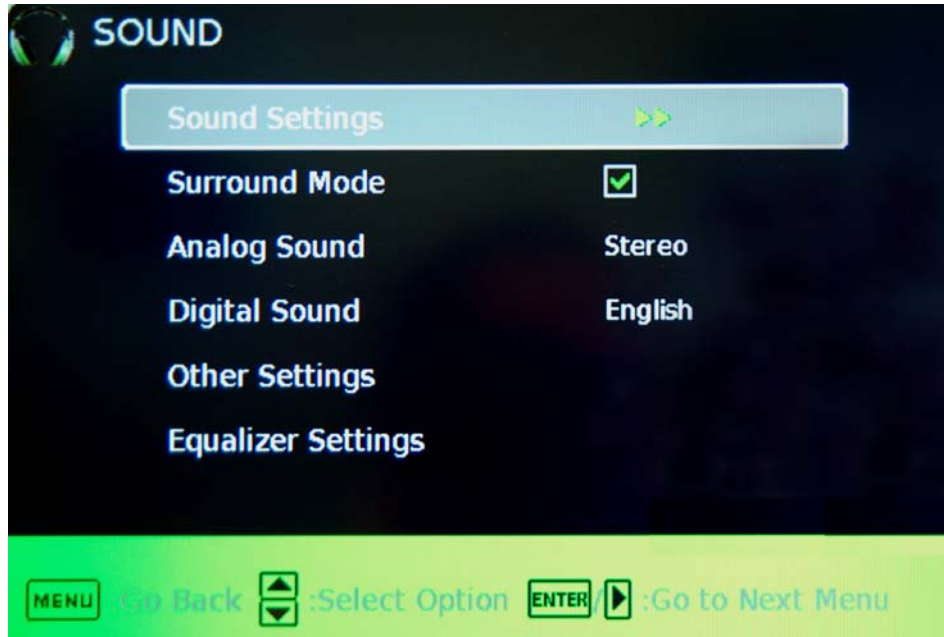 SOUND
Sound Settings
Surround Mode
Analog Sound Stereo
Digital Sound English
Other Settings
Equalizer Settings
MENU :Go Back :Select Option ENTER/ :Go to Next Menu